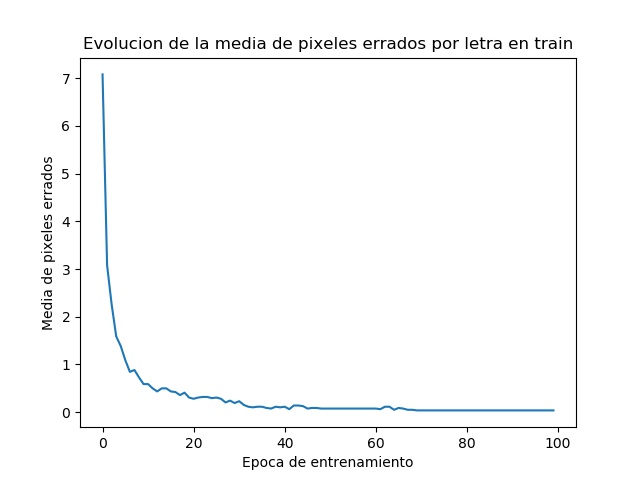 Evolucion de la media de pixeles errados por letra en train
Media de pixeles errados
7
6
5
4
3
2
1
0
0 20 40 60 80 100
Epoca de entrenamiento